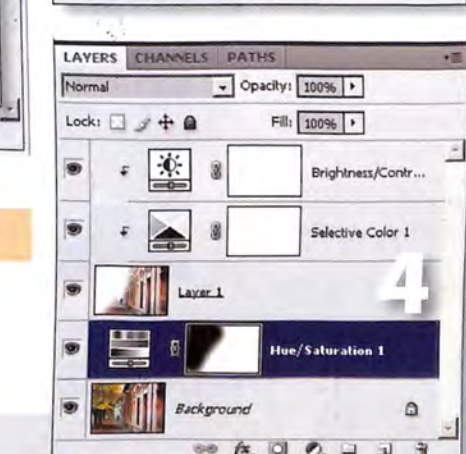 LAYERS CHANNELS PATHS
Normal Opacity: 100%
Lock: Fill: 100%
Brightness/Contr...
Selective Color 1
Layer 1
4
Hue/Saturation 1
Background
fx